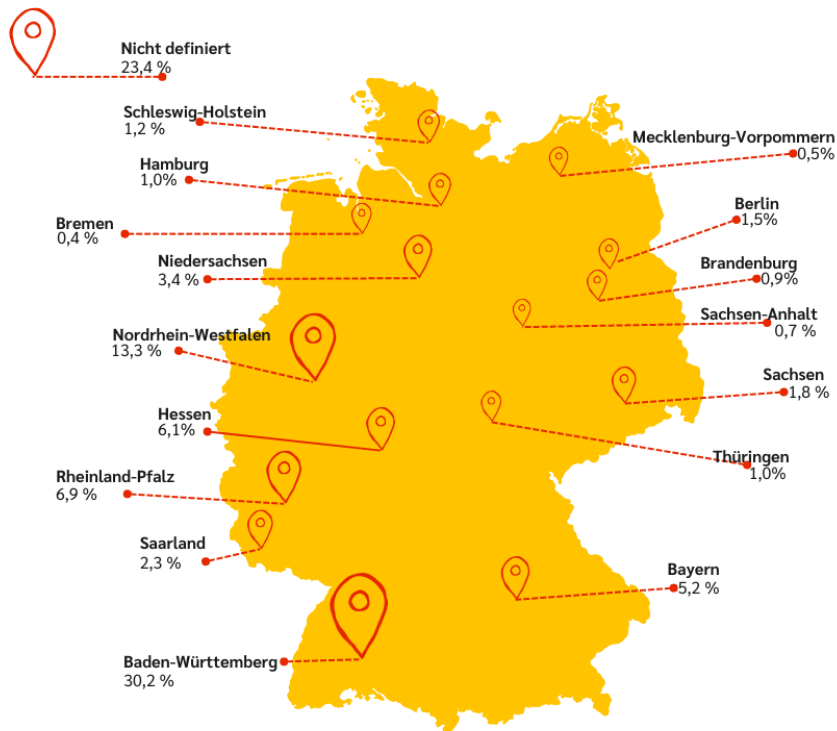 Nicht definiert
23,4 %
Schleswig-Holstein
1,2 %
Hamburg
1,0%
Bremen
0,4 %
Niedersachsen
3,4 %
Nordrhein-Westfalen
13,3 %
Hessen
6,1%
Rheinland-Pfalz
6,9 %
Saarland
2,3 %
Baden-Württemberg
30,2 %
Mecklenburg-Vorpommern
0,5%
Berlin
1,5%
Brandenburg
0,9%
Sachsen-Anhalt
0,7 %
Sachsen
1,8 %
Thüringen
1,0%
Bayern
5,2 %